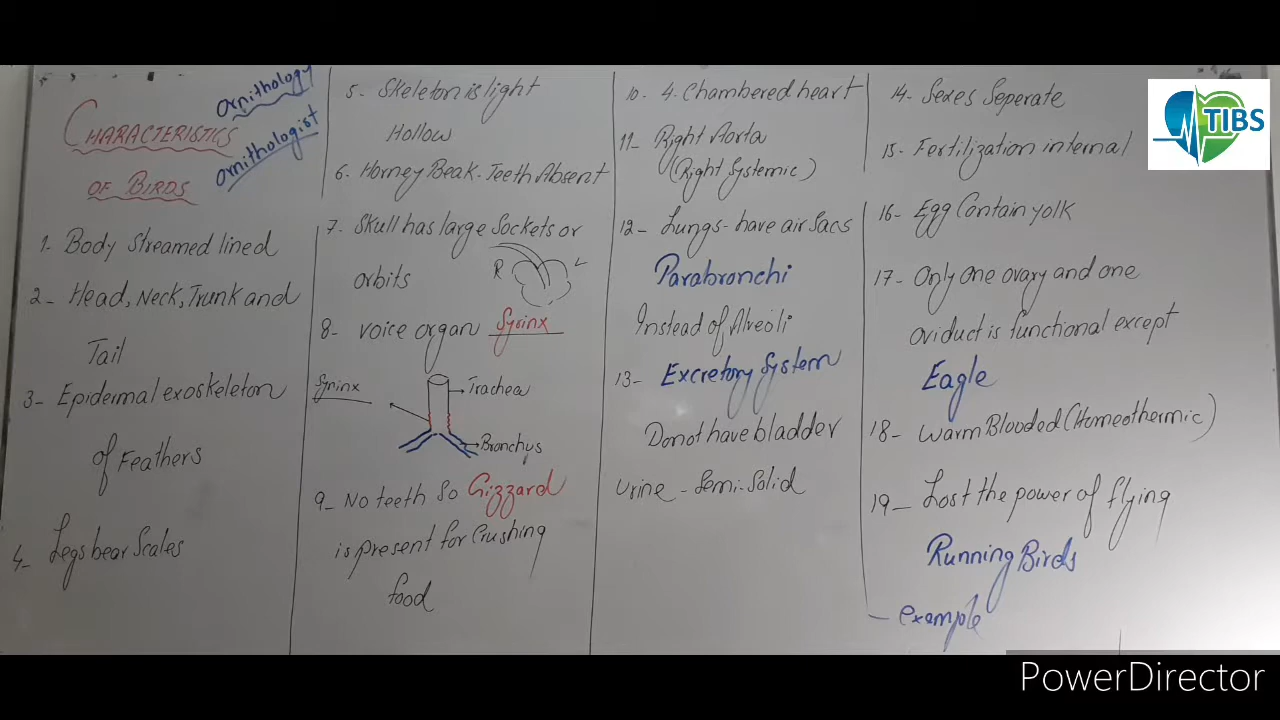 CHARACTERISTICS
OF BIRDS
Ornithology
Ornithologist
1- Body Streamed lined
2- Head, Neck, Trunk and
Tail
3- Epidermal exoskeleton
of Feathers
4- Legs bear Scales
5- Skeleton is light
Hollow
6- Horney Beak - Teeth Absent
7- Skull has large Sockets or
orbits
R
L
8- Voice organ Syrinx
Syrinx
Trachea
Bronchus
9- No teeth So Gizzard
is present for Crushing
food
10- 4. Chambered heart
11- Right Aorta
(Right Systemic)
12- Lungs - have air Sacs
Parabronchi
Instead of Alveoli
13- Excretory System
Do not have bladder
Urine - Semi-Solid
14- Sexes Seperate
15- Fertilization internal
16- Egg Contain yolk
17- Only one ovary and one
oviduct is functional except
Eagle
18- Warm Blooded (Homeothermic)
19- Lost the power of flying
Running Birds
- example
TIBS
PowerDirector